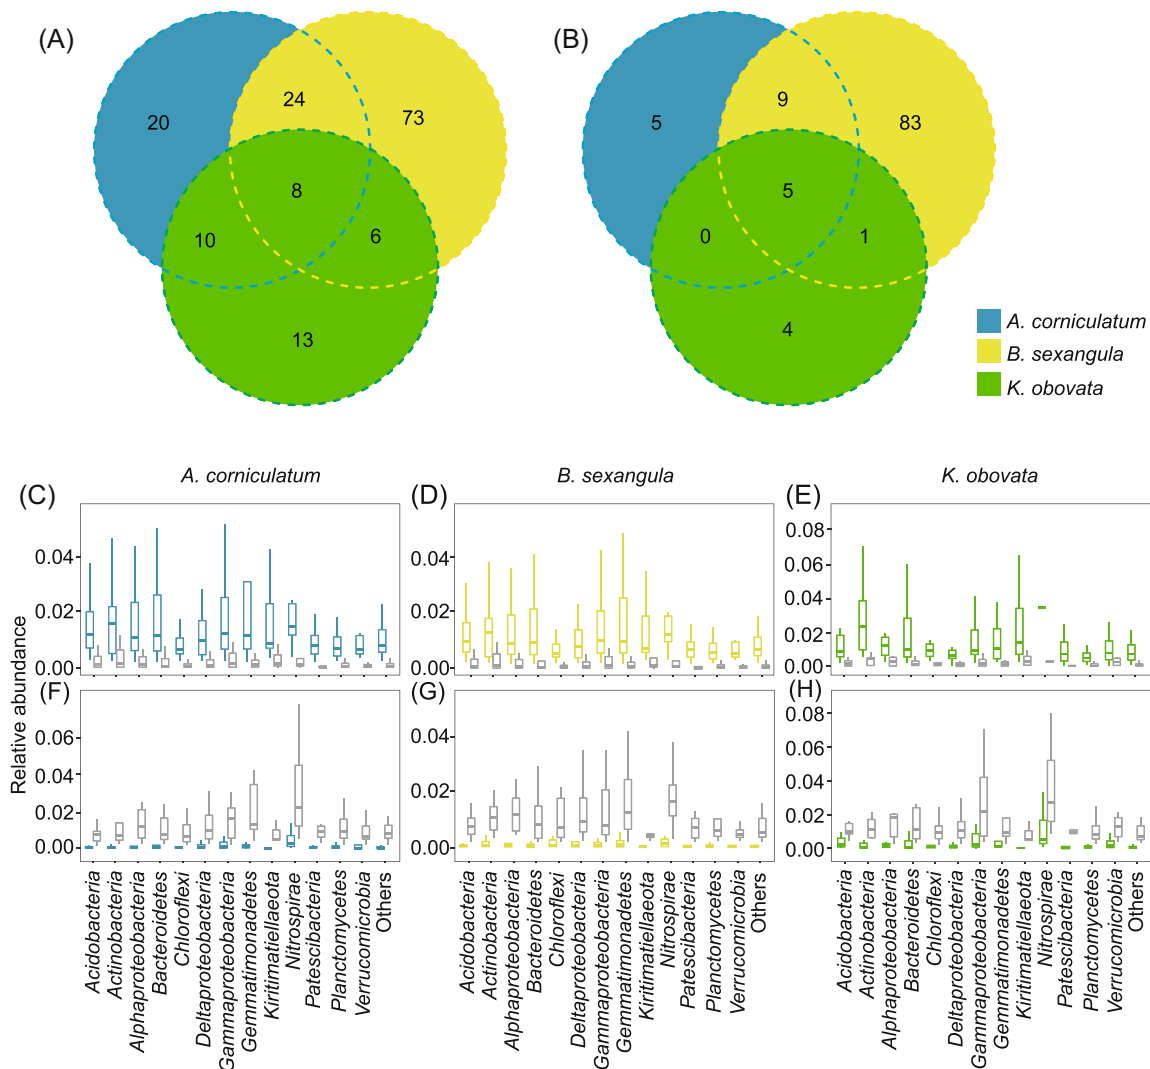 (A)
(B)
20
24
73
8
10
6
13
5
9
83
5
0
1
4
A. corniculatum
B. sexangula
K. obovata
A. corniculatum
B. sexangula
K. obovata
(C)
(D)
(E)
0.04
0.02
0.00
0.04
0.02
0.00
0.08
0.06
0.04
0.02
0.00
(F)
(G)
(H)
0.06
0.04
0.02
0.00
0.04
0.02
0.00
0.08
0.06
0.04
0.02
0.00
Relative abundance
Acidobacteria
Actinobacteria
Alphaproteobacteria
Bacteroidetes
Chloroflexi
Deltaproteobacteria
Gammaproteobacteria
Gemmatimonadetes
Kiritimatiellaeota
Nitrospirae
Patescibacteria
Planctomycetes
Verrucomicrobia
Others
Acidobacteria
Actinobacteria
Alphaproteobacteria
Bacteroidetes
Chloroflexi
Deltaproteobacteria
Gammaproteobacteria
Gemmatimonadetes
Kiritimatiellaeota
Nitrospirae
Patescibacteria
Planctomycetes
Verrucomicrobia
Others
Acidobacteria
Actinobacteria
Alphaproteobacteria
Bacteroidetes
Chloroflexi
Deltaproteobacteria
Gammaproteobacteria
Gemmatimonadetes
Kiritimatiellaeota
Nitrospirae
Patescibacteria
Planctomycetes
Verrucomicrobia
Others